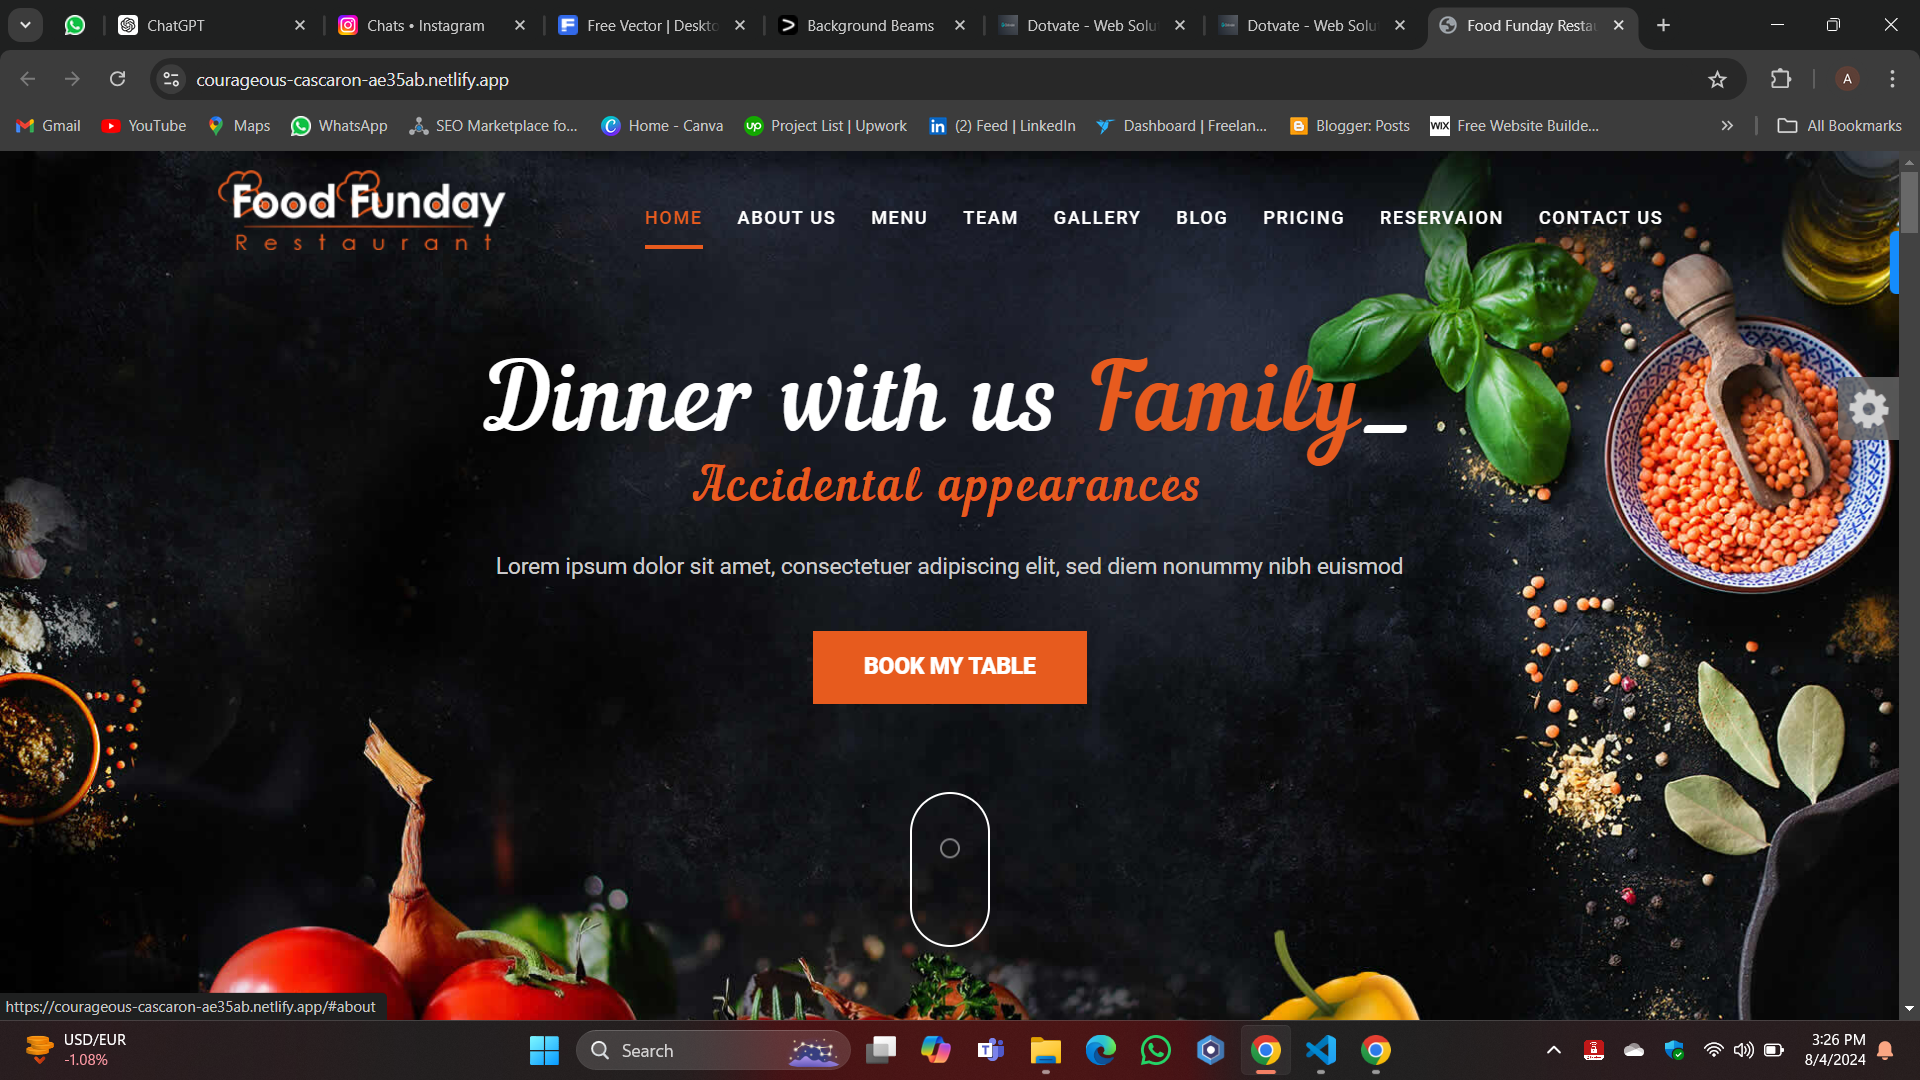 ChatGPT
Chats • Instagram
Free Vector | Deskto
Background Beams
Dotvate - Web Solu
Dotvate - Web Solu
Food Funday Resta
courageous-cascaron-ae35ab.netlify.app
A
Gmail
YouTube
Maps
WhatsApp
SEO Marketplace fo...
Home - Canva
Project List | Upwork
(2) Feed | LinkedIn
Dashboard | Freelan...
Blogger: Posts
WIX
Free Website Builde...
All Bookmarks
Food Funday
Restaurant
HOME
ABOUT US
MENU
TEAM
GALLERY
BLOG
PRICING
RESERVAION
CONTACT US
Dinner with us Family_
Accidental appearances
Lorem ipsum dolor sit amet, consectetuer adipiscing elit, sed diem nonummy nibh euismod
BOOK MY TABLE
https://courageous-cascaron-ae35ab.netlify.app/#about
USD/EUR
-1.08%
Search
3:26 PM
8/4/2024